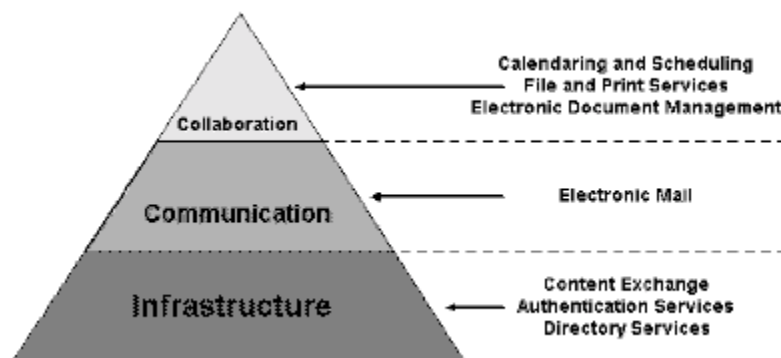 Calendaring and Scheduling
File and Print Services
Electronic Document Management
Collaboration
Communication
Electronic Mail
Infrastructure
Content Exchange
Authentication Services
Directory Services